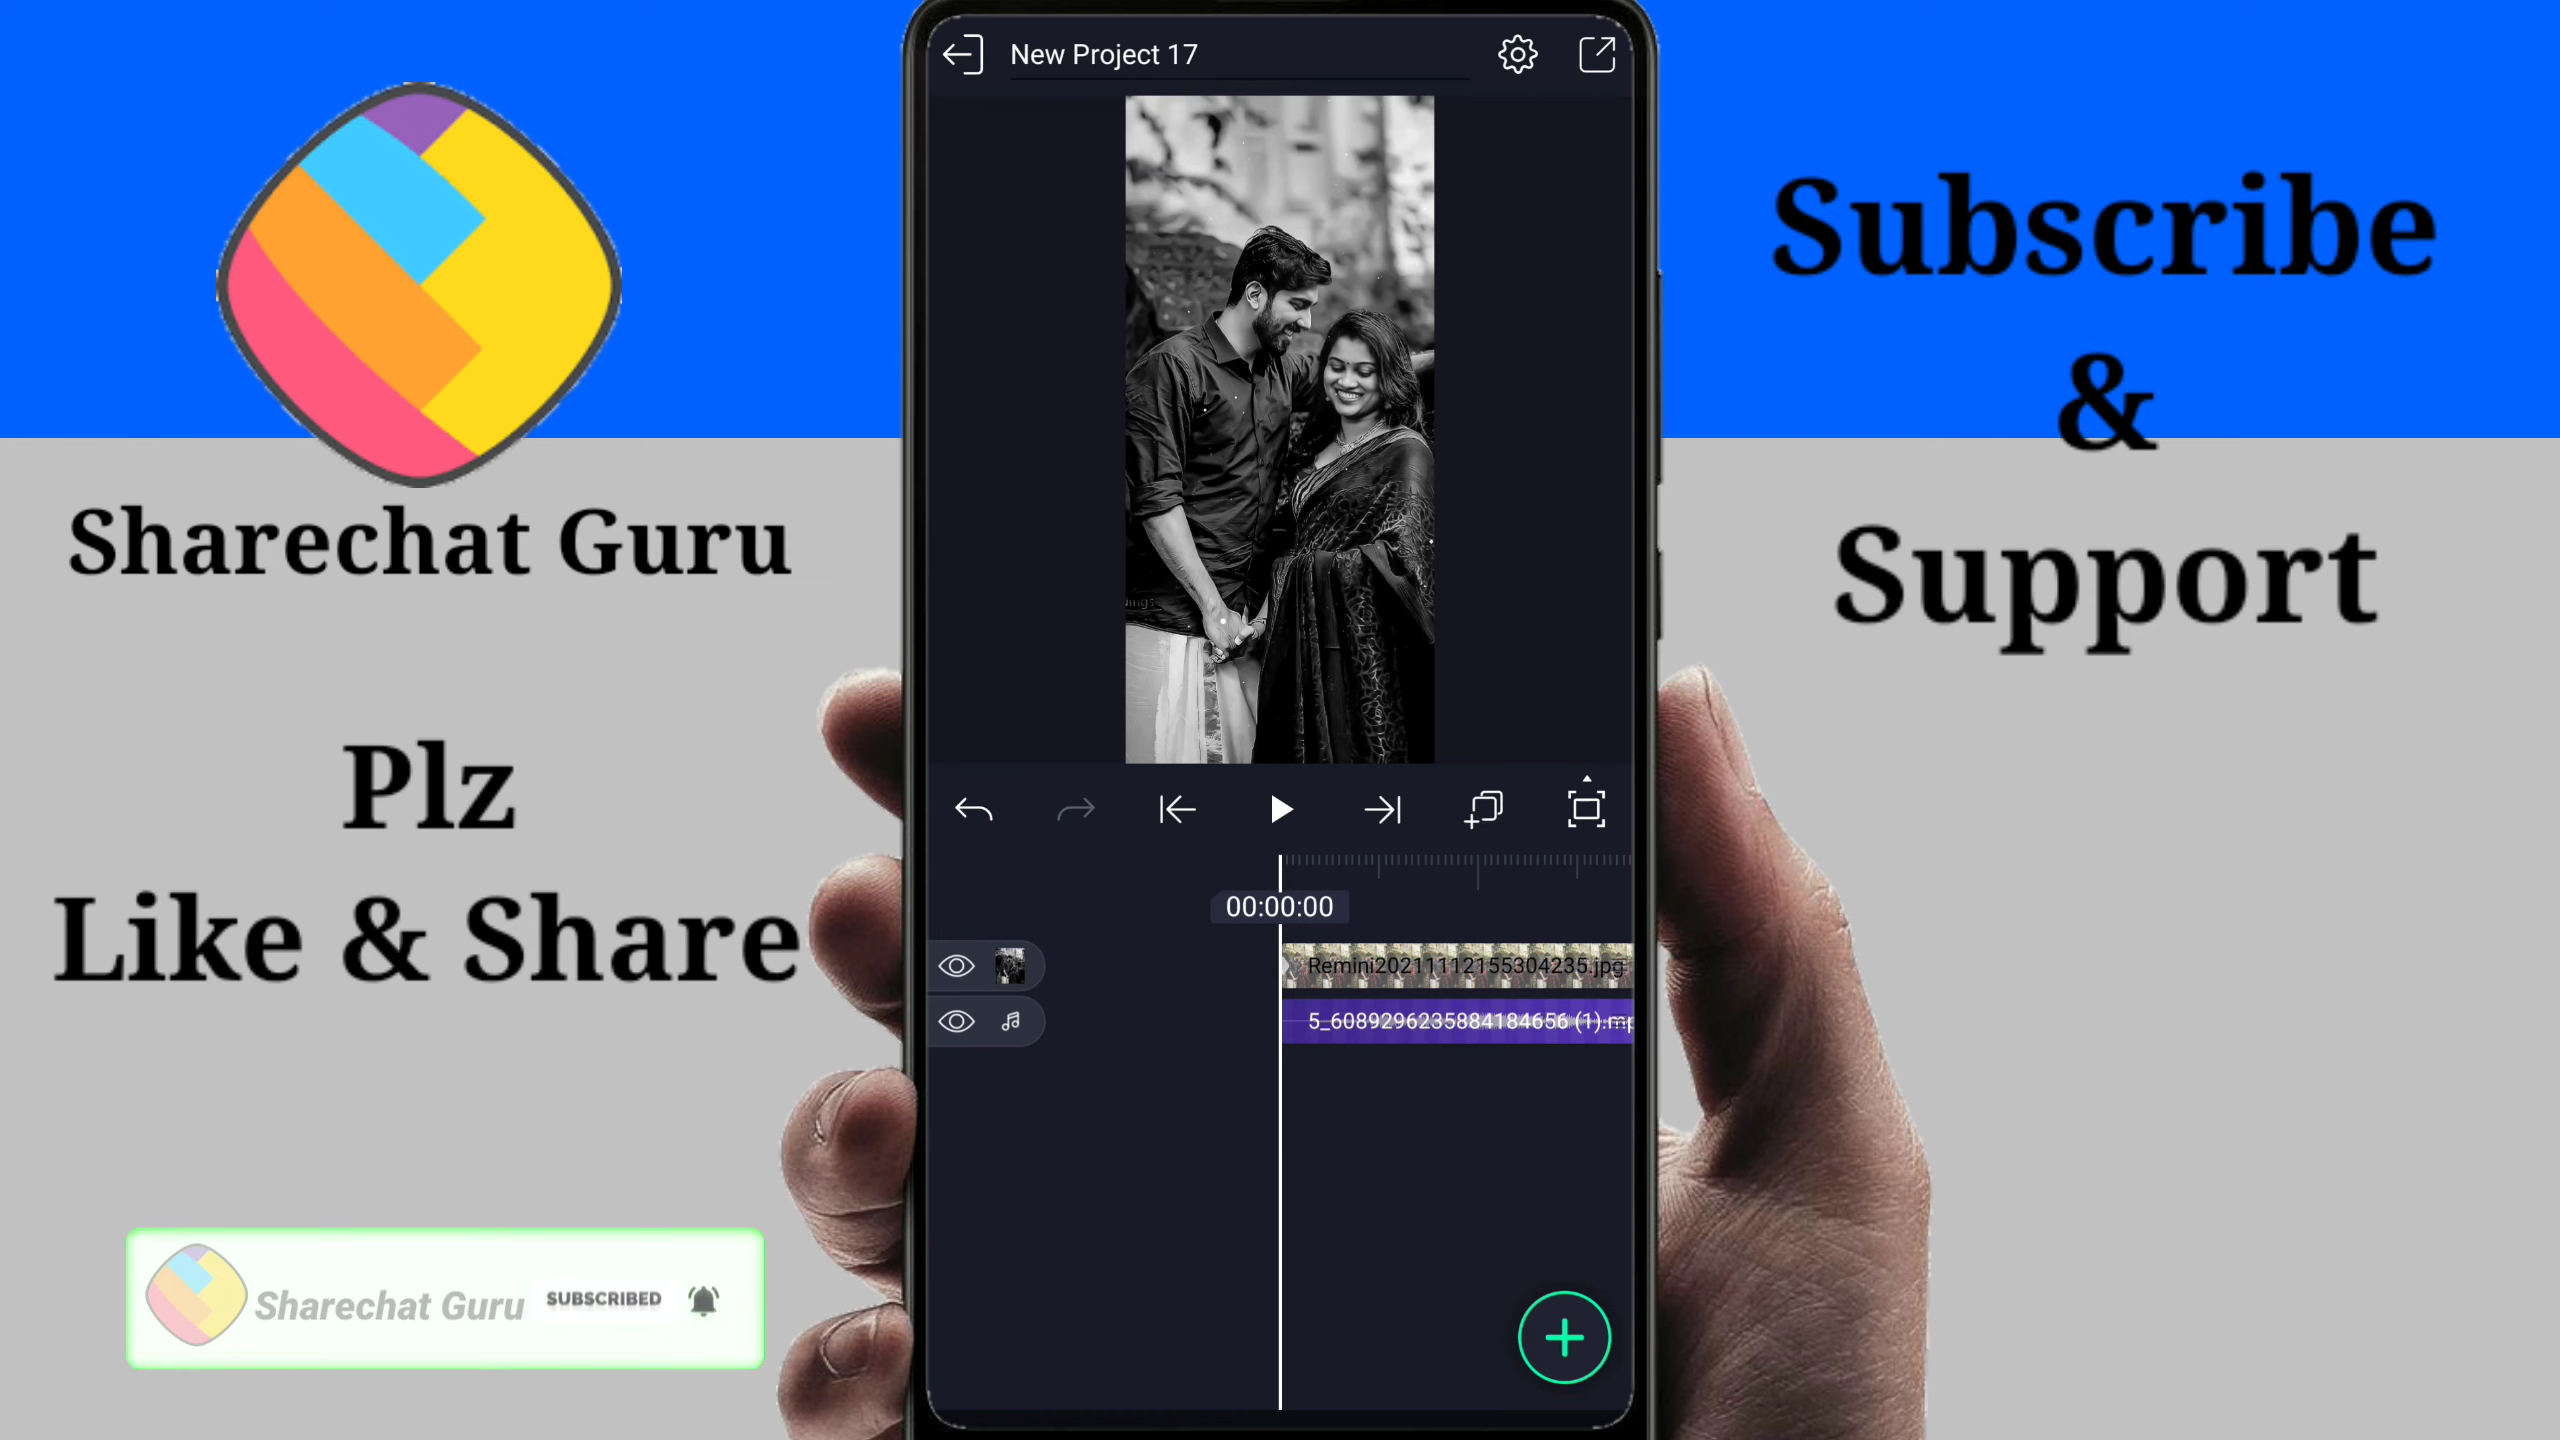 New Project 17
Subscribe
&
Support
Sharechat Guru
Plz
Like & Share
00:00:00
Remini20211112155304235.jpg
5_6089296235884184656 (1).mp
Sharechat Guru SUBSCRIBED